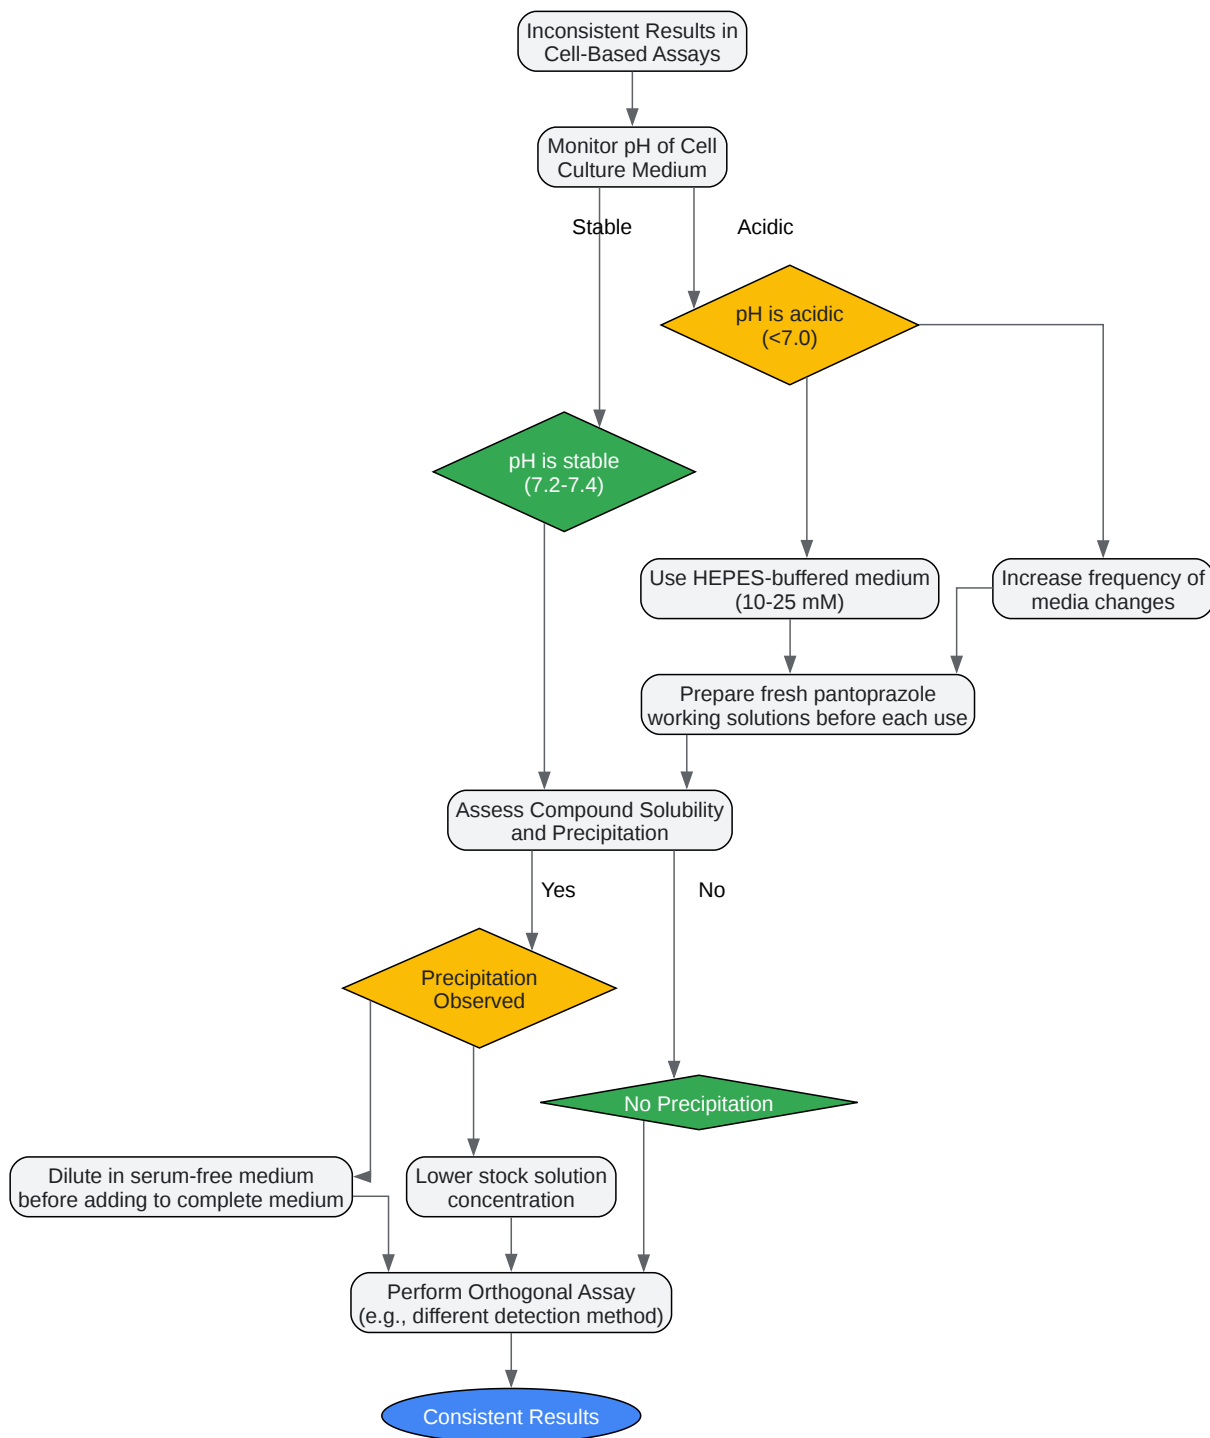 Inconsistent Results in
Cell-Based Assays
Monitor pH of Cell
Culture Medium
Stable
Acidic
pH is acidic
(<7.0)
pH is stable
(7.2-7.4)
Use HEPES-buffered medium
(10-25 mM)
Increase frequency of
media changes
Prepare fresh pantoprazole
working solutions before each use
Assess Compound Solubility
and Precipitation
Yes
No
Precipitation
Observed
No Precipitation
Dilute in serum-free medium
before adding to complete medium
Lower stock solution
concentration
Perform Orthogonal Assay
(e.g., different detection method)
Consistent Results